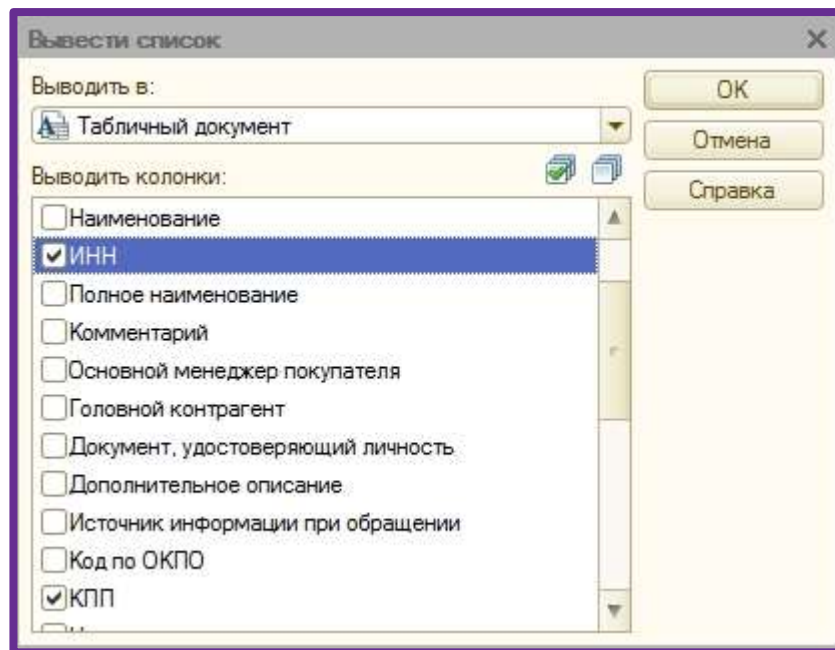 Вывести список
Выводить в:
Табличный документ
Выводить колонки:
Наименование
ИНН
Полное наименование
Комментарий
Основной менеджер покупателя
Головной контрагент
Документ, удостоверяющий личность
Дополнительное описание
Источник информации при обращении
Код по ОКПО
КПП
OK
Отмена
Справка